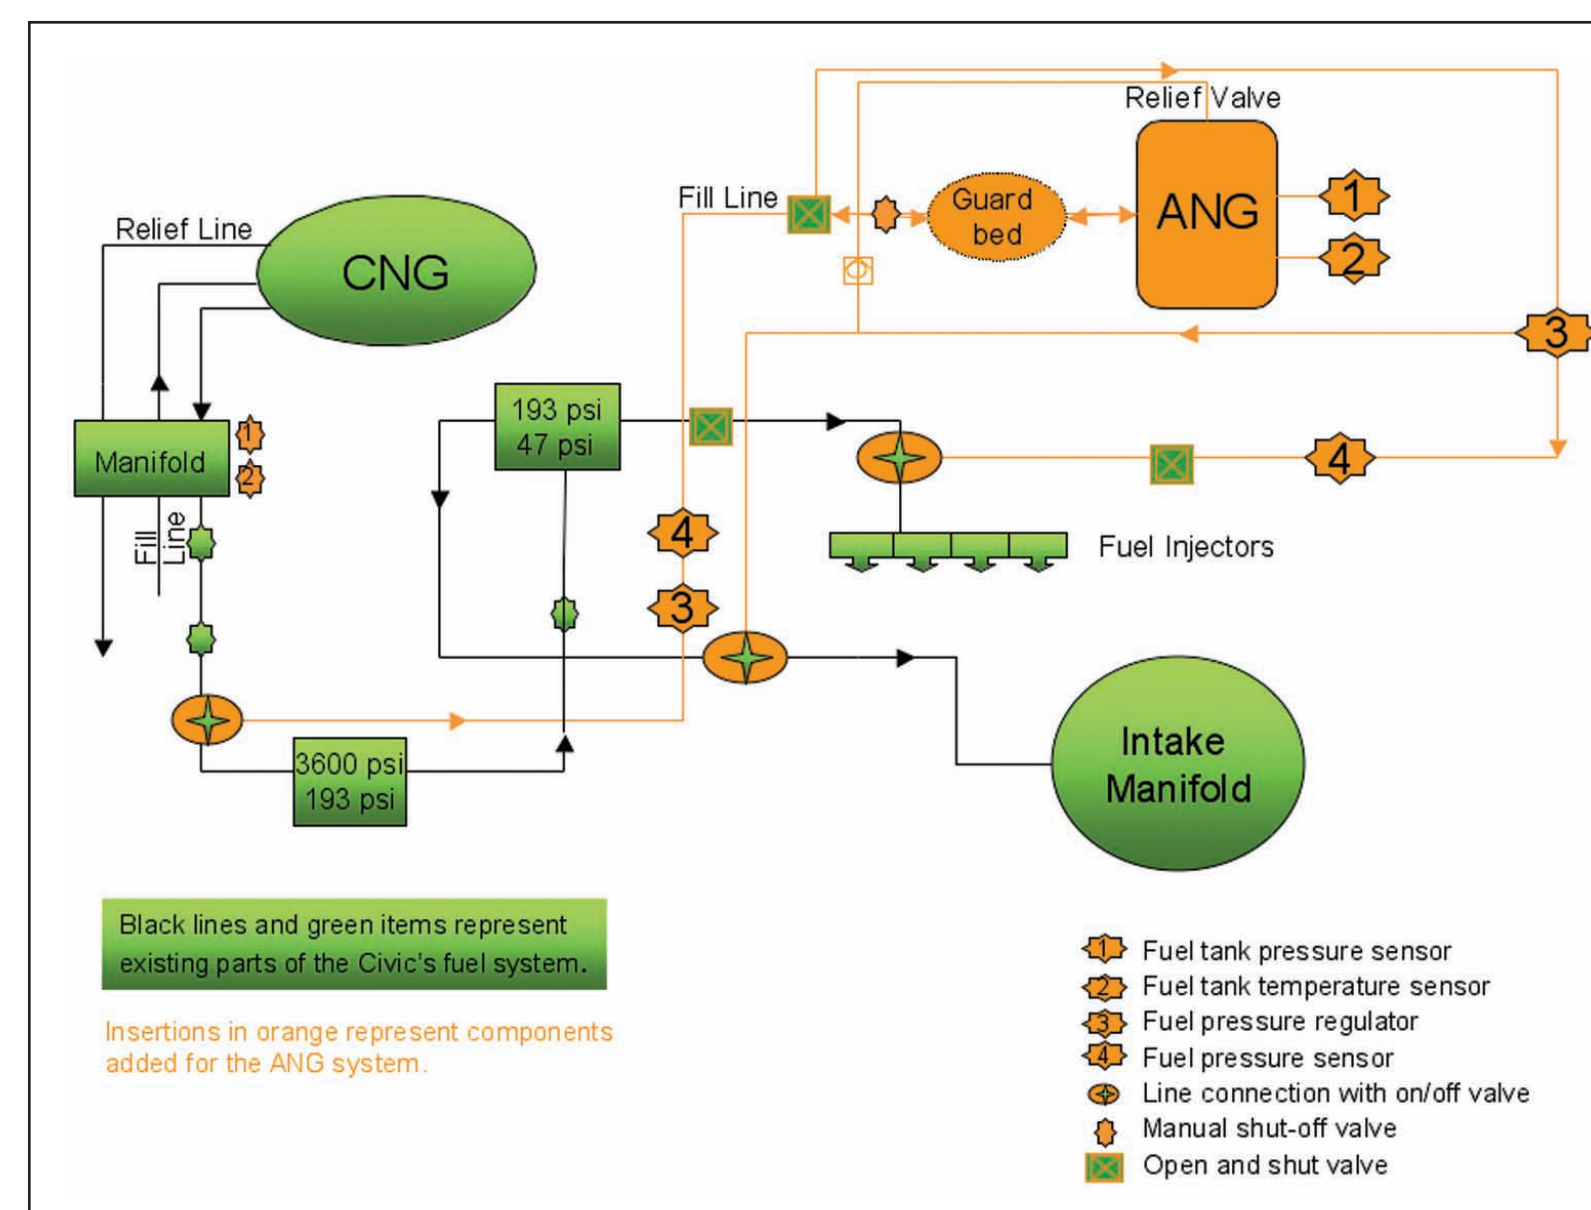 Relief Valve
Fill Line
Guard
bed
ANG
1
2
Relief Line
CNG
3
193 psi
47 psi
Manifold
1
2
4
Fill
Line
4
3
Fuel Injectors
3600 psi
193 psi
Intake
Manifold
Black lines and green items represent
existing parts of the Civic's fuel system.
Insertions in orange represent components
added for the ANG system.
1 Fuel tank pressure sensor
2 Fuel tank temperature sensor
3 Fuel pressure regulator
4 Fuel pressure sensor
Line connection with on/off valve
Manual shut-off valve
Open and shut valve